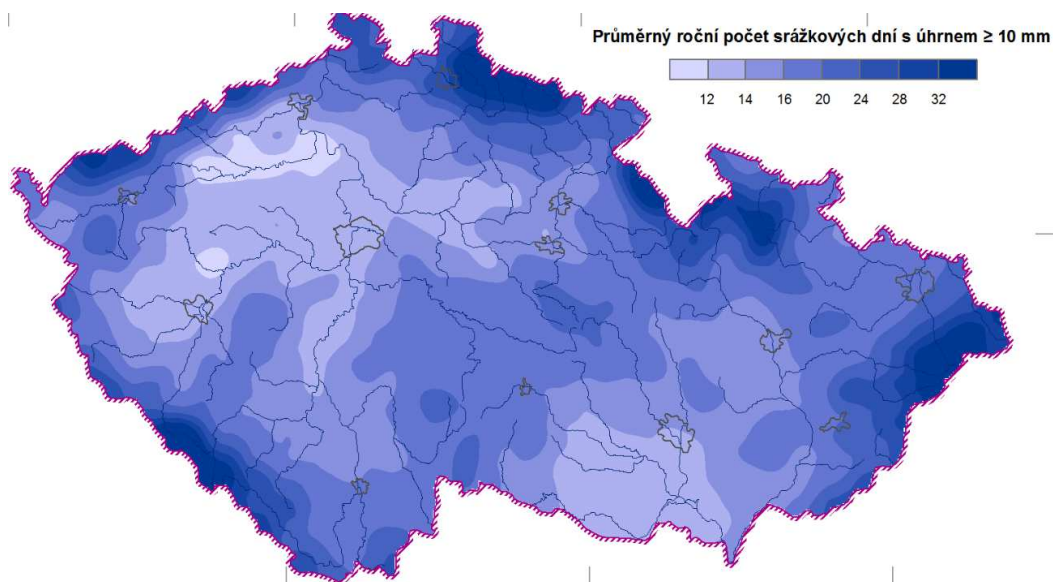 Průměrný roční počet srážkových dní s úhrnem ≥ 10 mm
12 14 16 20 24 28 32